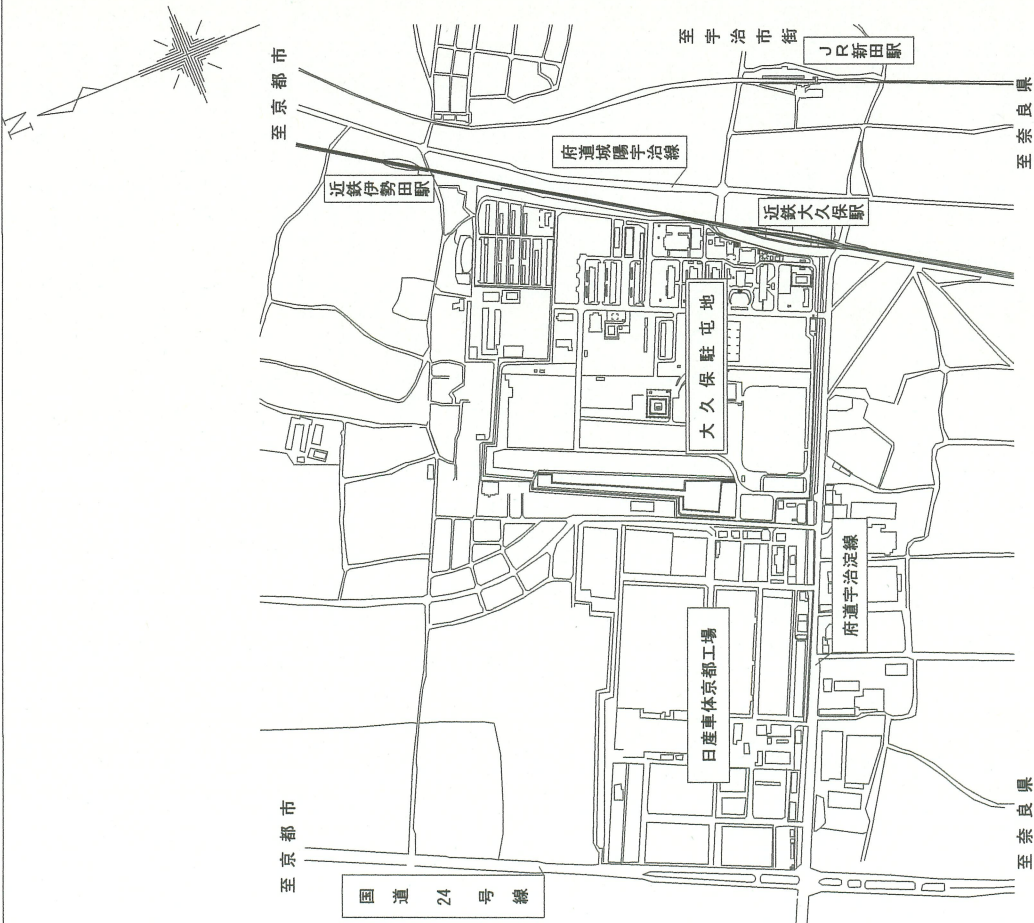 N
至京都市
至宇治市街
JR新田駅
至奈良県
府道城陽宇治線
近鉄伊勢田駅
近鉄大久保駅
大久保駐屯地
府道宇治淀線
日産車体京都工場
至京都市
国道24号線
至奈良県